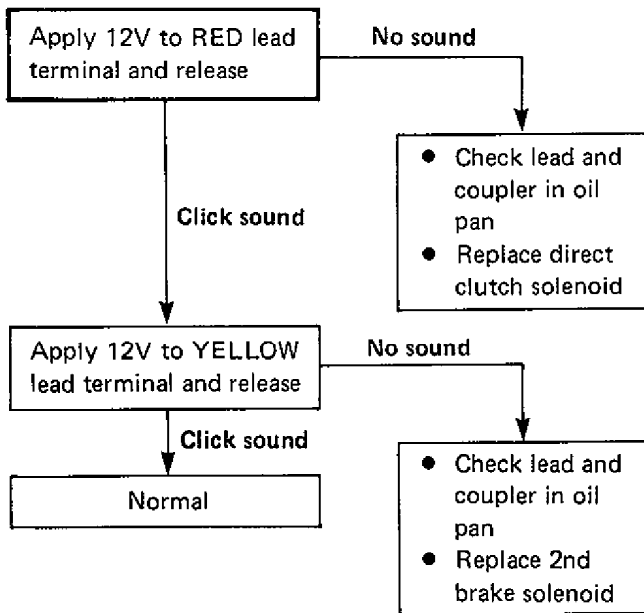 Apply 12V to RED lead
terminal and release
No sound
● Check lead and
coupler in oil
pan
● Replace direct
clutch solenoid
Click sound
Apply 12V to YELLOW
lead terminal and release
No sound
● Check lead and
coupler in oil
pan
● Replace 2nd
brake solenoid
Click sound
Normal